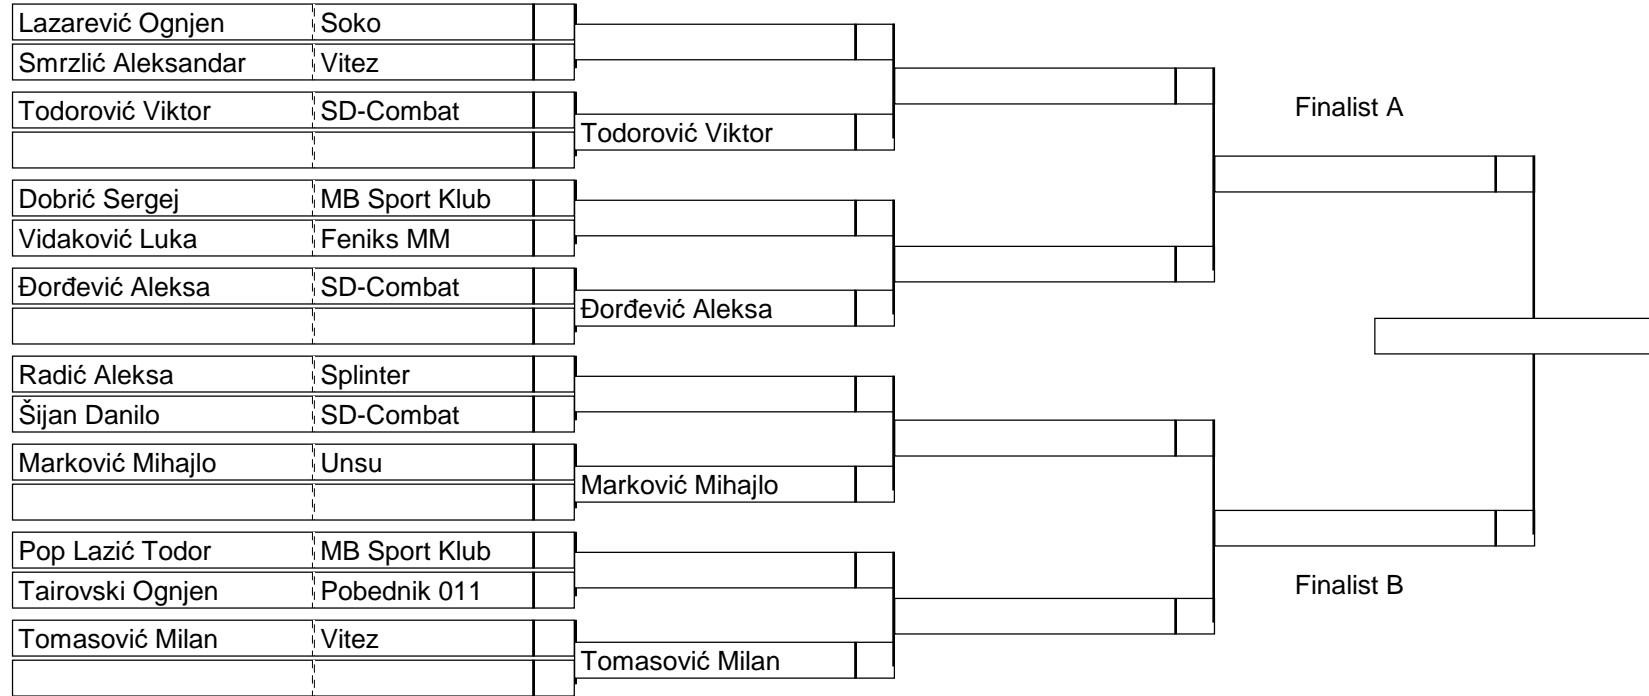 Lazarević Ognjen Soko
Smrzlić Aleksandar Vitez
Todorović Viktor SD-Combat
Todorović Viktor
Dobrić Sergej MB Sport Klub
Vidaković Luka Feniks MM
Đorđević Aleksa SD-Combat
Đorđević Aleksa
Radić Aleksa Splinter
Šijan Danilo SD-Combat
Marković Mihajlo Unsu
Marković Mihajlo
Pop Lazić Todor MB Sport Klub
Tairovski Ognjen Pobednik 011
Tomasović Milan Vitez
Tomasović Milan
Finalist A
Finalist B